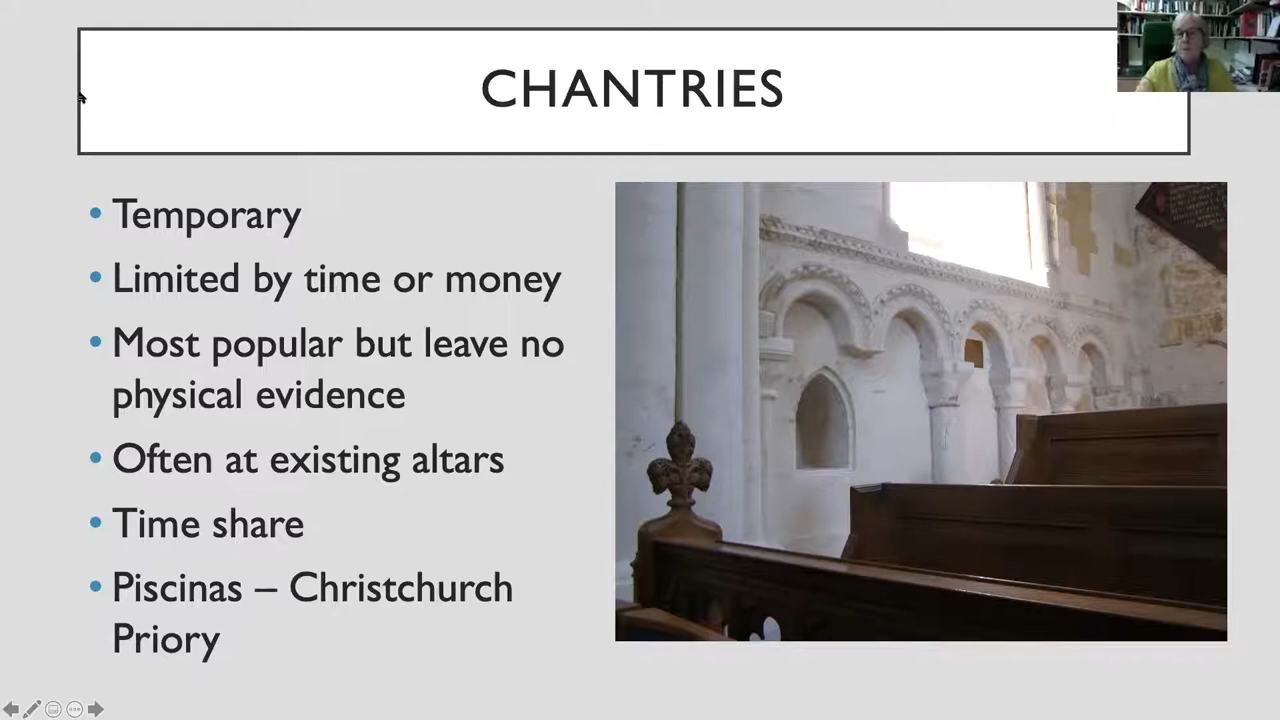 CHANTRIES
• Temporary
• Limited by time or money
• Most popular but leave no
physical evidence
• Often at existing altars
• Time share
• Piscinas – Christchurch
Priory